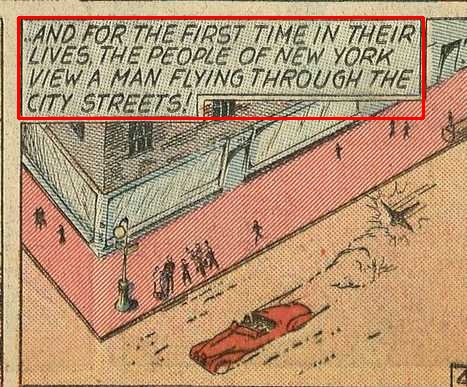 ..AND FOR THE FIRST TIME IN THEIR
LIVES THE PEOPLE OF NEW YORK
VIEW A MAN FLYING THROUGH THE
CITY STREETS!